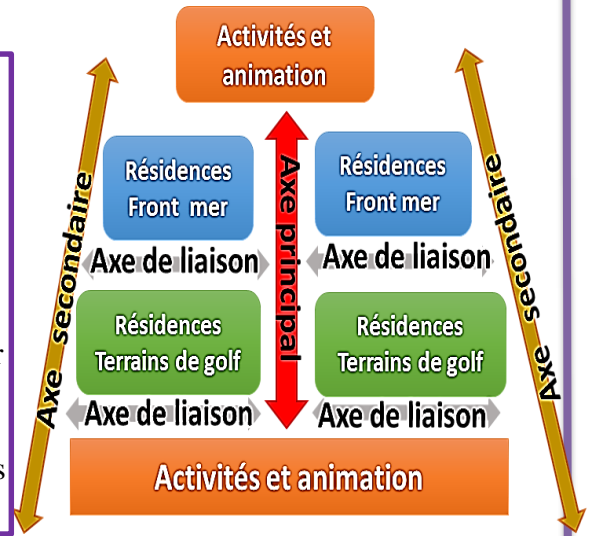 Activités et
animation
Résidences
Front mer
Résidences
Front mer
Axe secondaire
Axe principal
Axe secondaire
Axe de liaison
Axe de liaison
Résidences
Terrains de golf
Résidences
Terrains de golf
Axe de liaison
Axe de liaison
Activités et animation